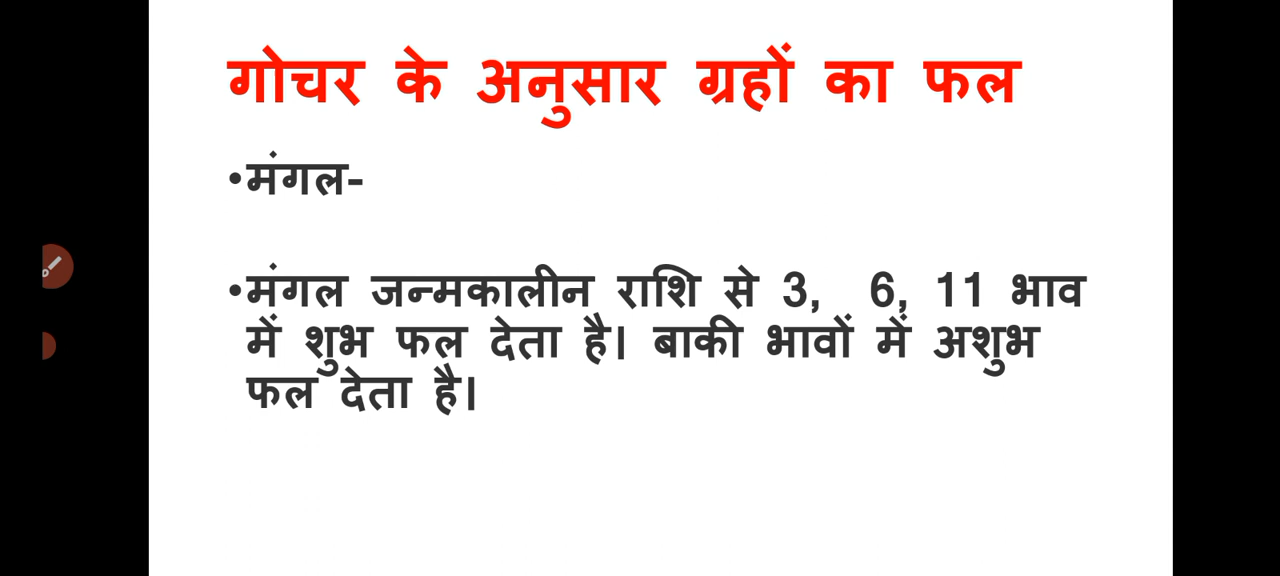 गोचर के अनुसार ग्रहों का फल
•मंगल-
•मंगल जन्मकालीन राशि से 3, 6, 11 भाव
में शुभ फल देता है। बाकी भावों में अशुभ
फल देता है।